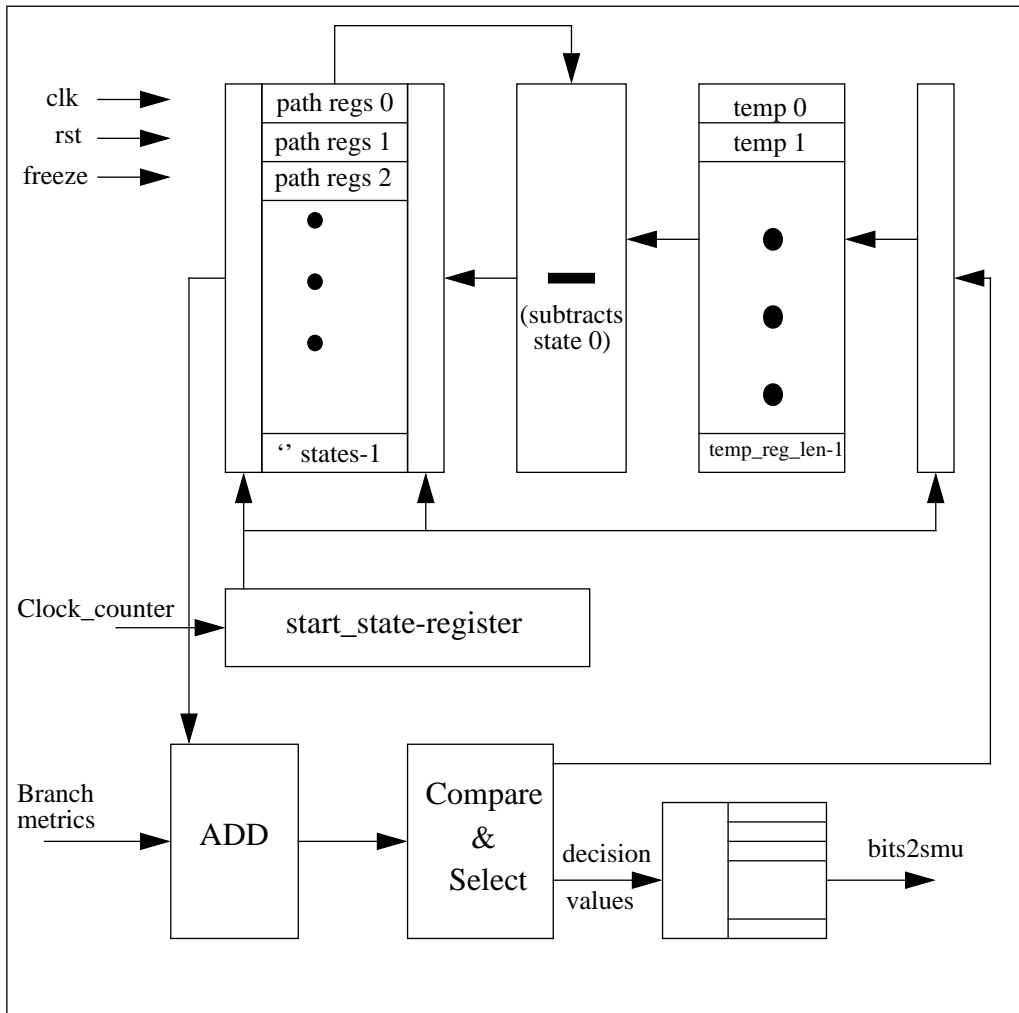 clk
rst
freeze
path regs 0
path regs 1
path regs 2
‘’ states-1
(subtracts
state 0)
temp 0
temp 1
temp_reg_len-1
Clock_counter
start_state-register
Branch
metrics
ADD
Compare
&
Select
decision
values
bits2smu